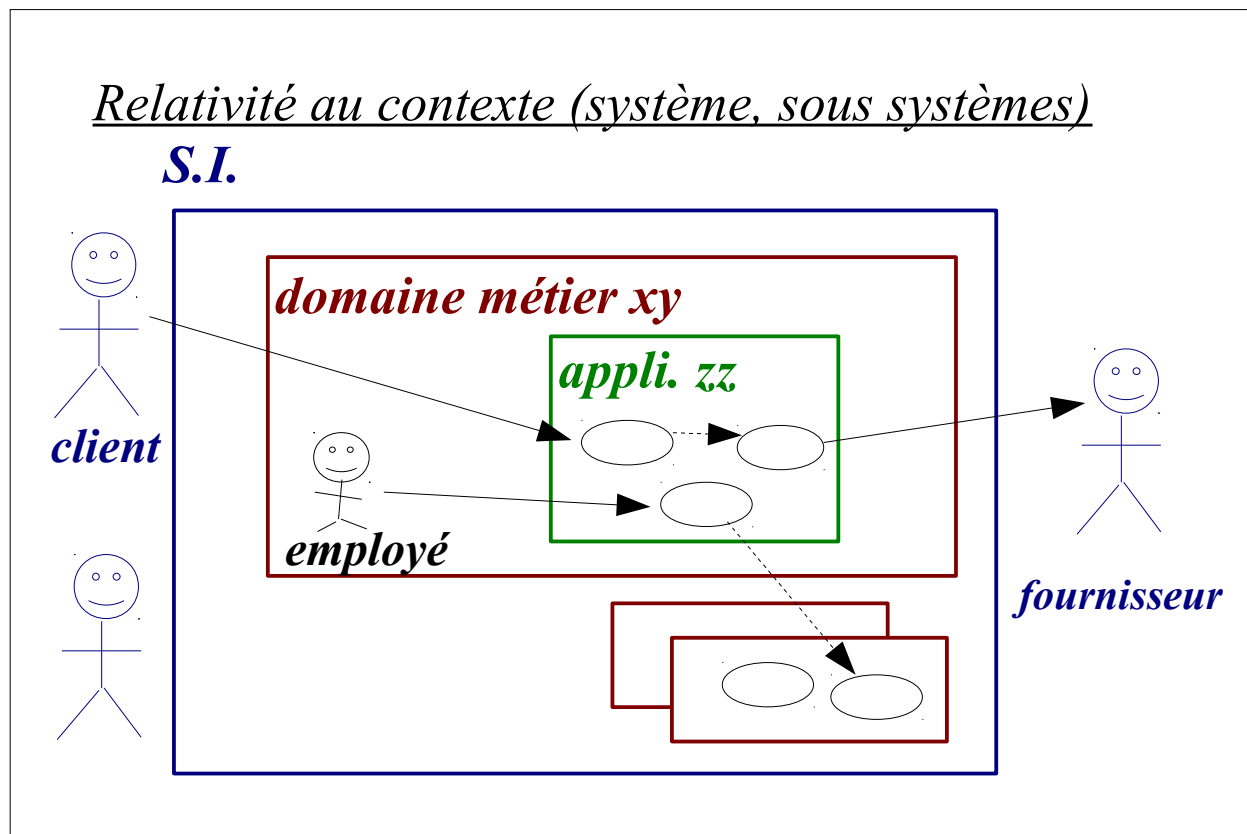 Relativité au contexte (système, sous systèmes)
S.I.
domaine métier xy
appli. zz
client
employé
fournisseur